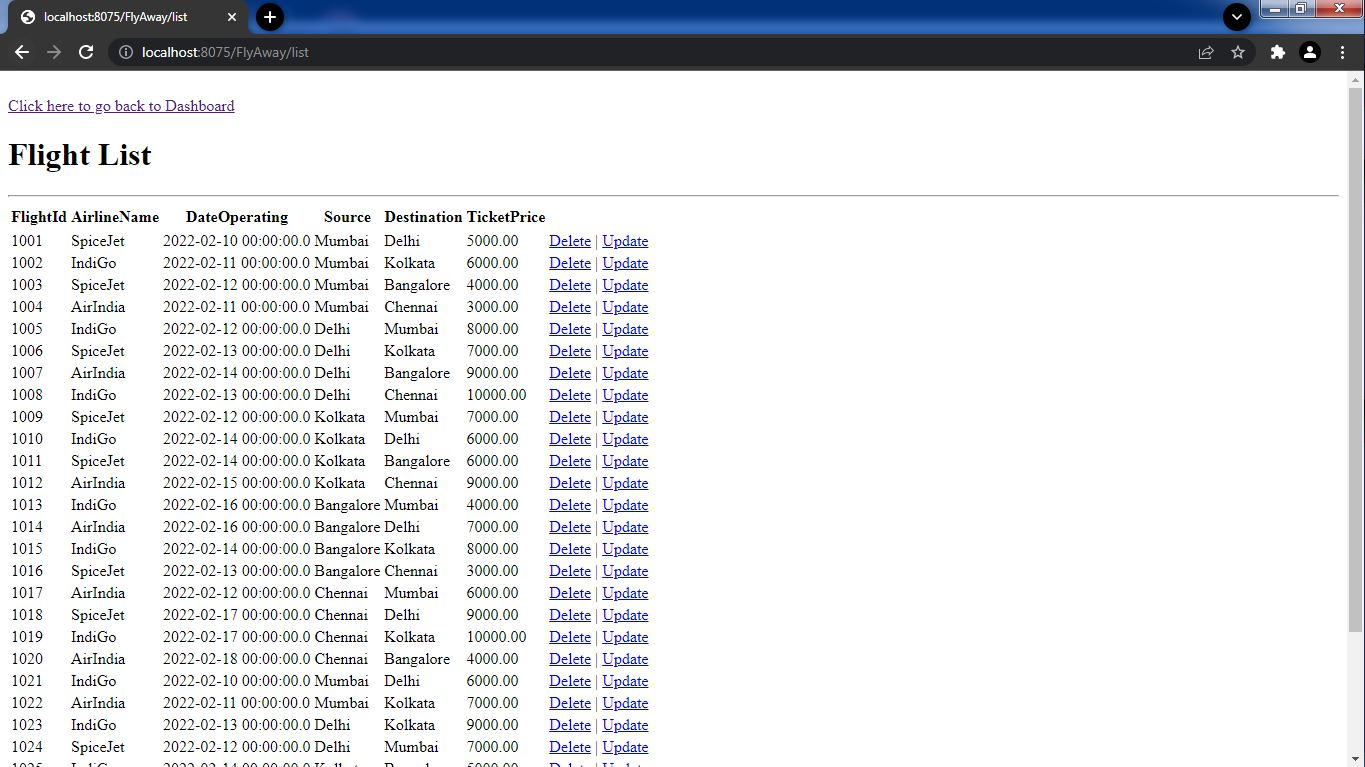 localhost:8075/FlyAway/list
localhost:8075/FlyAway/list
Click here to go back to Dashboard
Flight List
FlightId AirlineName DateOperating Source Destination TicketPrice
1001 SpiceJet 2022-02-10 00:00:00.0 Mumbai Delhi 5000.00 Delete | Update
1002 IndiGo 2022-02-11 00:00:00.0 Mumbai Kolkata 6000.00 Delete | Update
1003 SpiceJet 2022-02-12 00:00:00.0 Mumbai Bangalore 4000.00 Delete | Update
1004 AirIndia 2022-02-11 00:00:00.0 Mumbai Chennai 3000.00 Delete | Update
1005 IndiGo 2022-02-12 00:00:00.0 Delhi Mumbai 8000.00 Delete | Update
1006 SpiceJet 2022-02-13 00:00:00.0 Delhi Kolkata 7000.00 Delete | Update
1007 AirIndia 2022-02-14 00:00:00.0 Delhi Bangalore 9000.00 Delete | Update
1008 IndiGo 2022-02-13 00:00:00.0 Delhi Chennai 10000.00 Delete | Update
1009 SpiceJet 2022-02-12 00:00:00.0 Kolkata Mumbai 7000.00 Delete | Update
1010 IndiGo 2022-02-14 00:00:00.0 Kolkata Delhi 6000.00 Delete | Update
1011 SpiceJet 2022-02-14 00:00:00.0 Kolkata Bangalore 6000.00 Delete | Update
1012 AirIndia 2022-02-15 00:00:00.0 Kolkata Chennai 9000.00 Delete | Update
1013 IndiGo 2022-02-16 00:00:00.0 Bangalore Mumbai 4000.00 Delete | Update
1014 AirIndia 2022-02-16 00:00:00.0 Bangalore Delhi 7000.00 Delete | Update
1015 IndiGo 2022-02-14 00:00:00.0 Bangalore Kolkata 8000.00 Delete | Update
1016 SpiceJet 2022-02-13 00:00:00.0 Bangalore Chennai 3000.00 Delete | Update
1017 AirIndia 2022-02-12 00:00:00.0 Chennai Mumbai 6000.00 Delete | Update
1018 SpiceJet 2022-02-17 00:00:00.0 Chennai Delhi 9000.00 Delete | Update
1019 IndiGo 2022-02-17 00:00:00.0 Chennai Kolkata 10000.00 Delete | Update
1020 AirIndia 2022-02-18 00:00:00.0 Chennai Bangalore 4000.00 Delete | Update
1021 IndiGo 2022-02-10 00:00:00.0 Mumbai Delhi 6000.00 Delete | Update
1022 AirIndia 2022-02-11 00:00:00.0 Mumbai Kolkata 7000.00 Delete | Update
1023 IndiGo 2022-02-13 00:00:00.0 Delhi Kolkata 9000.00 Delete | Update
1024 SpiceJet 2022-02-12 00:00:00.0 Delhi Mumbai 7000.00 Delete | Update